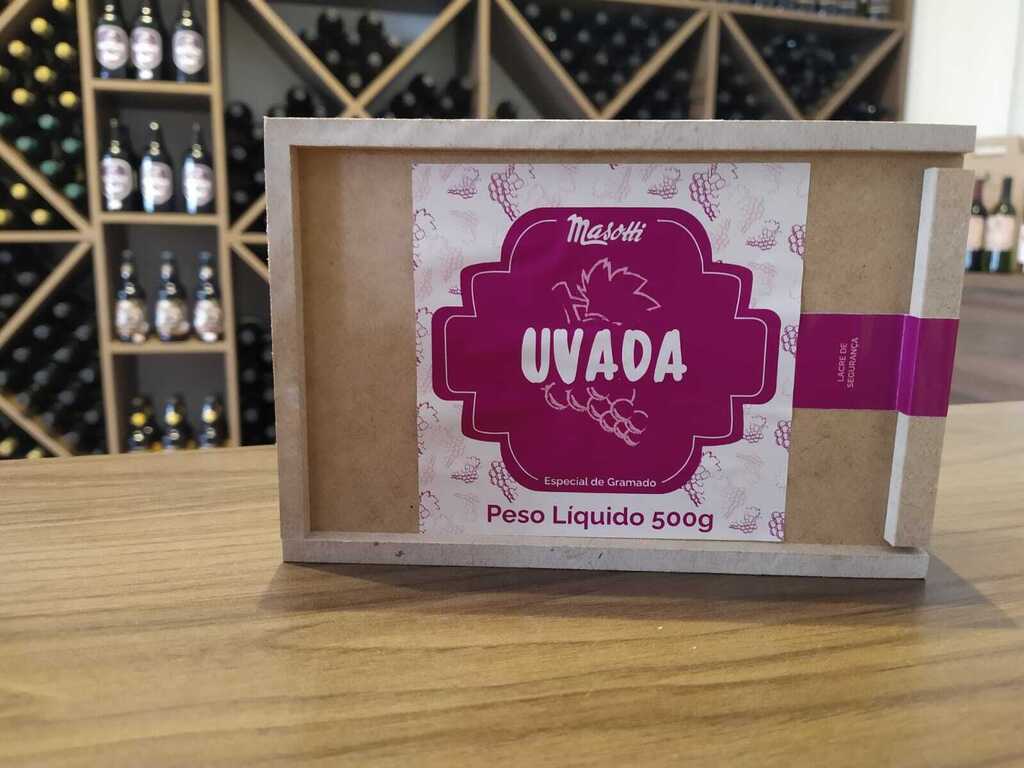 Masotti
UVADA
Especial de Gramado
Peso Líquido 500g
LACRE DE
SEGURANÇA